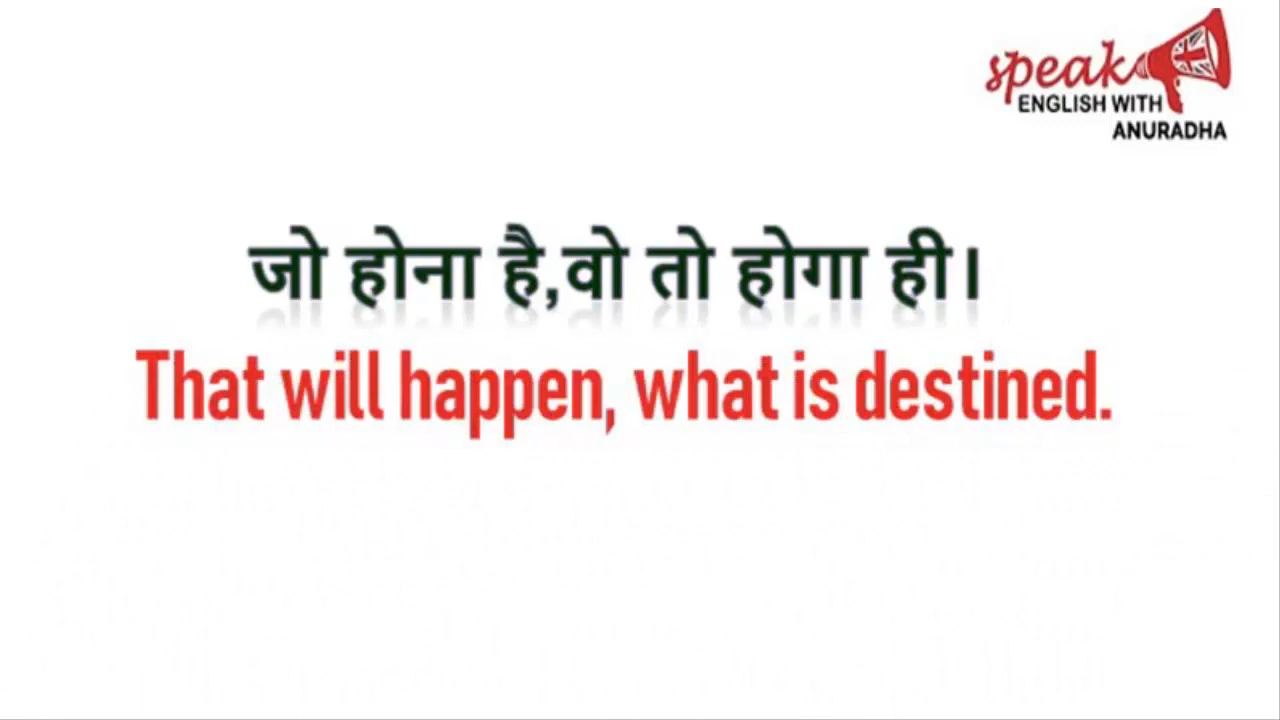 speak
ENGLISH WITH
ANURADHA
जो होना है,वो तो होगा ही।
That will happen, what is destined.